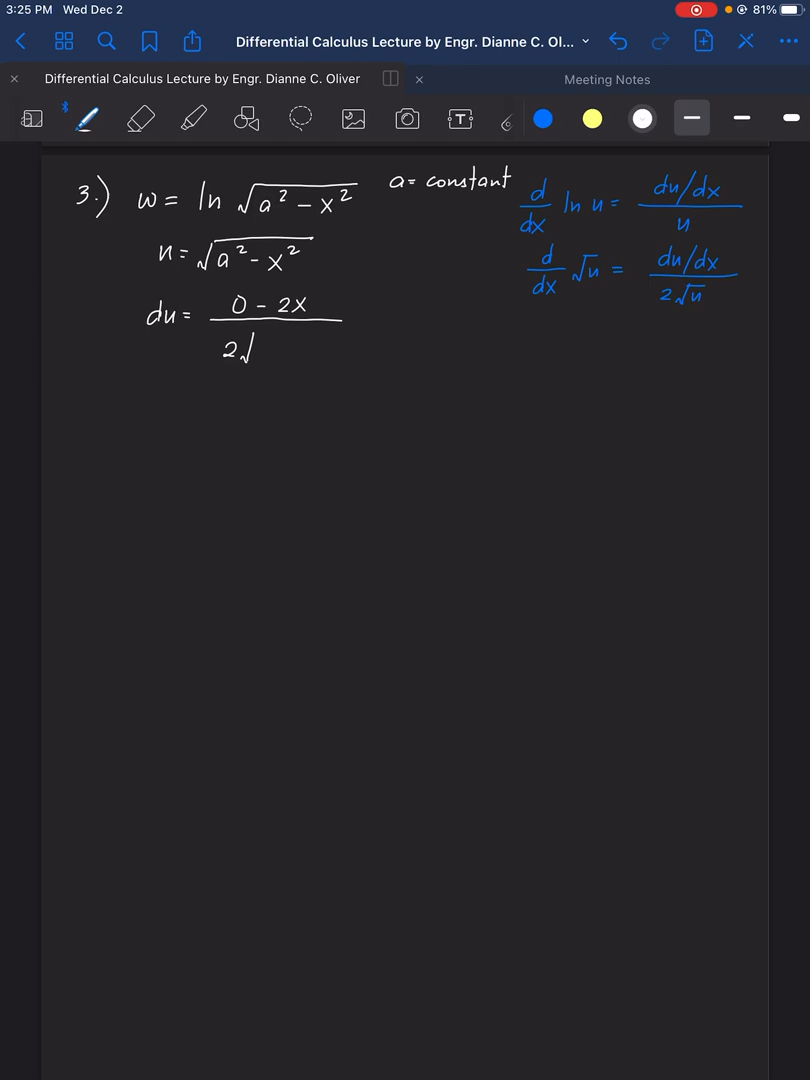 3:25 PM Wed Dec 2 81%
Differential Calculus Lecture by Engr. Dianne C. Ol...
Differential Calculus Lecture by Engr. Dianne C. Oliver
Meeting Notes
3.) w = ln √(a² - x²) a = constant
d/dx ln u = (du/dx)/u
u = √(a² - x²)
d/dx √u = (du/dx)/(2√u)
du = 0 - 2x
2√